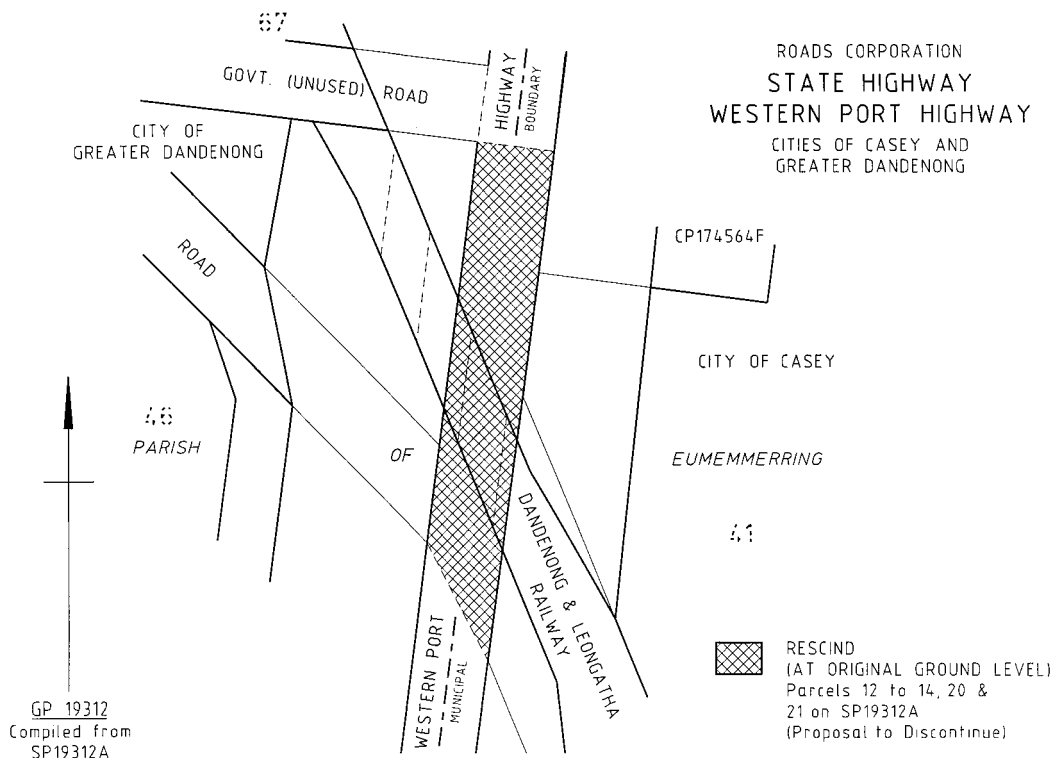 67
GOVT. (UNUSED) ROAD
HIGHWAY
BOUNDARY
ROADS CORPORATION
STATE HIGHWAY
WESTERN PORT HIGHWAY
CITIES OF CASEY AND
GREATER DANDENONG
CITY OF
GREATER DANDENONG
ROAD
CP174564F
CITY OF CASEY
46
PARISH
OF
EUMEMMERRING
41
DANDENONG & LEONGATHA
RAILWAY
WESTERN PORT
MUNICIPAL
RESCIND
(AT ORIGINAL GROUND LEVEL)
Parcels 12 to 14, 20 &
21 on SP19312A
(Proposal to Discontinue)
GP 19312
Compiled from
SP19312A